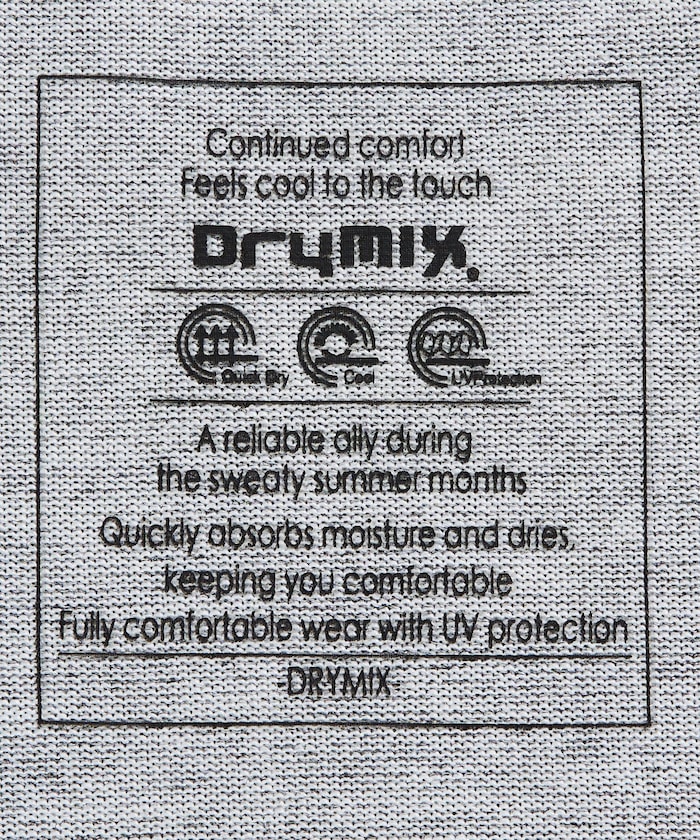 Continued comfort
Feels cool to the touch
DryMIX.
Quick Dry
Cool
UV Protection
A reliable ally during
the sweaty summer months
Quickly absorbs moisture and dries,
keeping you comfortable
Fully comfortable wear with UV protection
-DRYMIX-